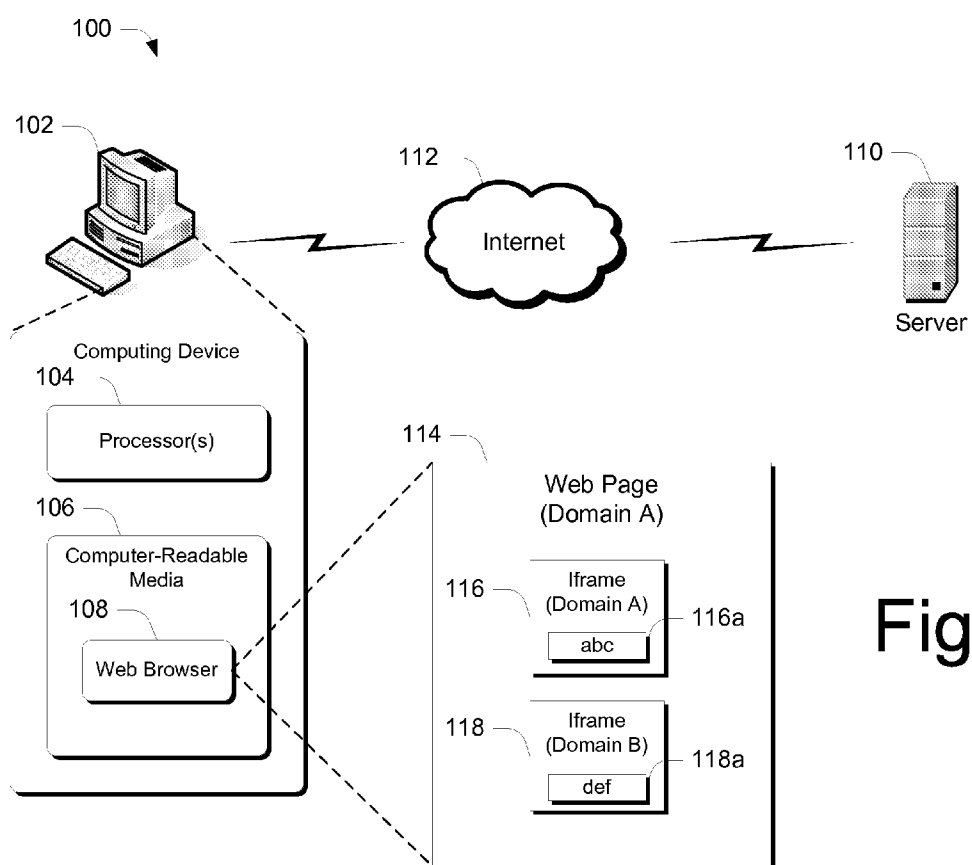 100
102
112
110
Internet
Server
Computing Device
104
Processor(s)
114
Web Page
(Domain A)
106
Computer-Readable
Media
116
Iframe
(Domain A)
116a
abc
108
Web Browser
Fig
118
Iframe
(Domain B)
118a
def